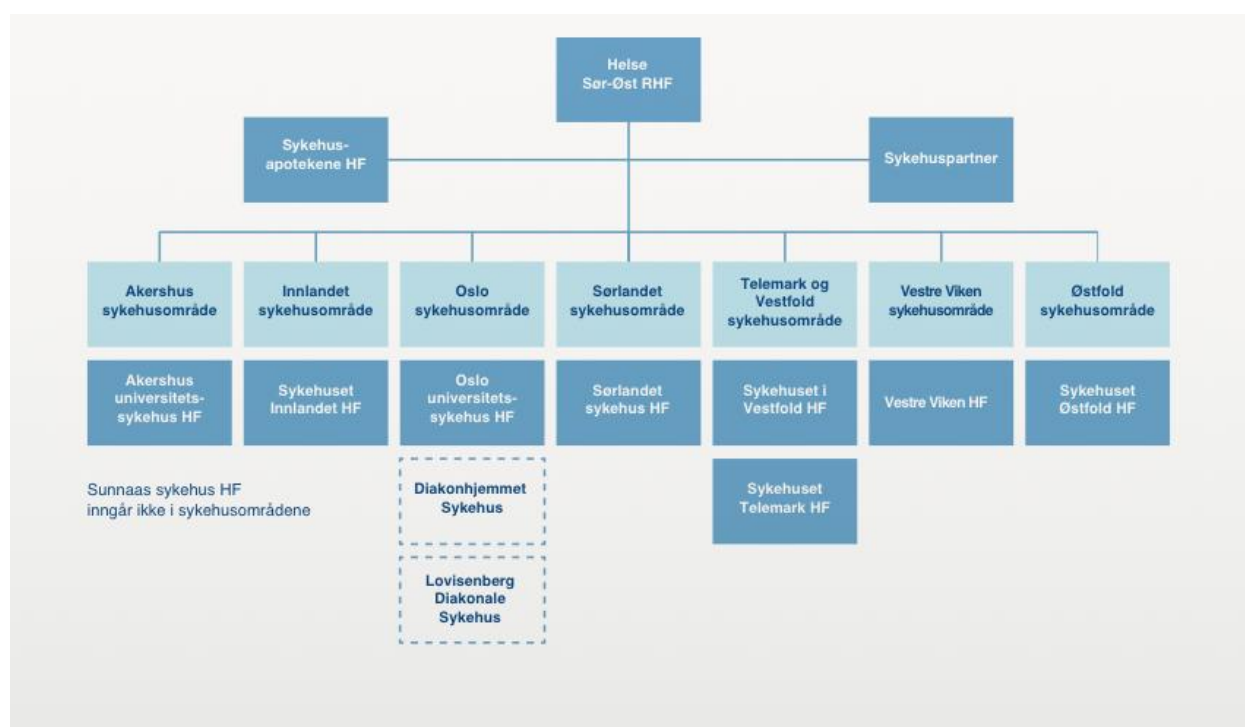 Helse
Sør-Øst RHF
Sykehus-
apotekene HF
Sykehuspartner
Akershus
sykehusområde
Innlandet
sykehusområde
Oslo
sykehusområde
Sørlandet
sykehusområde
Telemark og
Vestfold
sykehusområde
Vestre Viken
sykehusområde
Østfold
sykehusområde
Akershus
universitets-
sykehus HF
Sykehuset
Innlandet HF
Oslo
universitets-
sykehus HF
Sørlandet
sykehus HF
Sykehuset i
Vestfold HF
Vestre Viken HF
Sykehuset
Østfold HF
Sunnaas sykehus HF
inngår ikke i sykehusområdene
Diakonhjemmet
Sykehus
Sykehuset
Telemark HF
Lovisenberg
Diakonale
Sykehus